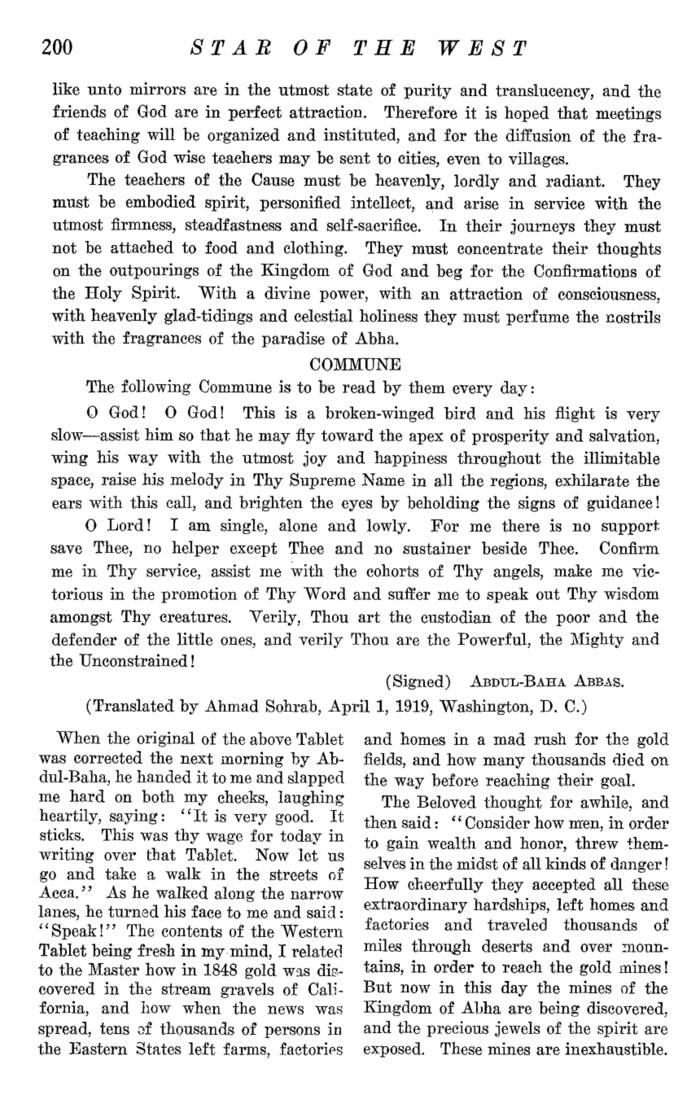 200 STAR OF THE WEST
like unto mirrors are in the utmost state of purity and translucency, and the
friends of God are in perfect attraction. Therefore it is hoped that meetings
of teaching will be organized and instituted, and for the diffusion of the fra-
grances of God wise teachers may be sent to cities, even to villages.
The teachers of the Cause must be heavenly, lordly and radiant. They
must be embodied spirit, personified intellect, and arise in service with the
utmost firmness, steadfastness and self-sacrifice. In their journeys they must
not be attached to food and clothing. They must concentrate their thoughts
on the outpourings of the Kingdom of God and beg for the Confirmations of
the Holy Spirit. With a divine power, with an attraction of consciousness,
with heavenly glad-tidings and celestial holiness they must perfume the nostrils
with the fragrances of the paradise of Abha.
COMMUNE
The following Commune is to be read by them every day:
O God! O God! This is a broken-winged bird and his flight is very
slow—assist him so that he may fly toward the apex of prosperity and salvation,
wing his way with the utmost joy and happiness throughout the illimitable
space, raise his melody in Thy Supreme Name in all the regions, exhilarate the
ears with this call, and brighten the eyes by beholding the signs of guidance!
O Lord! I am single, alone and lowly. For me there is no support
save Thee, no helper except Thee and no sustainer beside Thee. Confirm
me in Thy service, assist me with the cohorts of Thy angels, make me vic-
torious in the promotion of Thy Word and suffer me to speak out Thy wisdom
amongst Thy creatures. Verily, Thou art the custodian of the poor and the
defender of the little ones, and verily Thou are the Powerful, the Mighty and
the Unconstrained!
(Signed) ABDUL-BAHA ABBAS.
(Translated by Ahmad Sohrab, April 1, 1919, Washington, D. C.)
When the original of the above Tablet
was corrected the next morning by Ab-
dul-Baha, he handed it to me and slapped
me hard on both my cheeks, laughing
heartily, saying: "It is very good. It
sticks. This was thy wage for today in
writing over that Tablet. Now let us
go and take a walk in the streets of
Acca." As he walked along the narrow
lanes, he turned his face to me and said:
"Speak!" The contents of the Western
Tablet being fresh in my mind, I related
to the Master how in 1848 gold was dis-
covered in the stream gravels of Cali-
fornia, and how when the news was
spread, tens of thousands of persons in
the Eastern States left farms, factories
and homes in a mad rush for the gold
fields, and how many thousands died on
the way before reaching their goal.
The Beloved thought for awhile, and
then said: "Consider how men, in order
to gain wealth and honor, threw them-
selves in the midst of all kinds of danger!
How cheerfully they accepted all these
extraordinary hardships, left homes and
factories and traveled thousands of
miles through deserts and over moun-
tains, in order to reach the gold mines!
But now in this day the mines of the
Kingdom of Abha are being discovered,
and the precious jewels of the spirit are
exposed. These mines are inexhaustible.